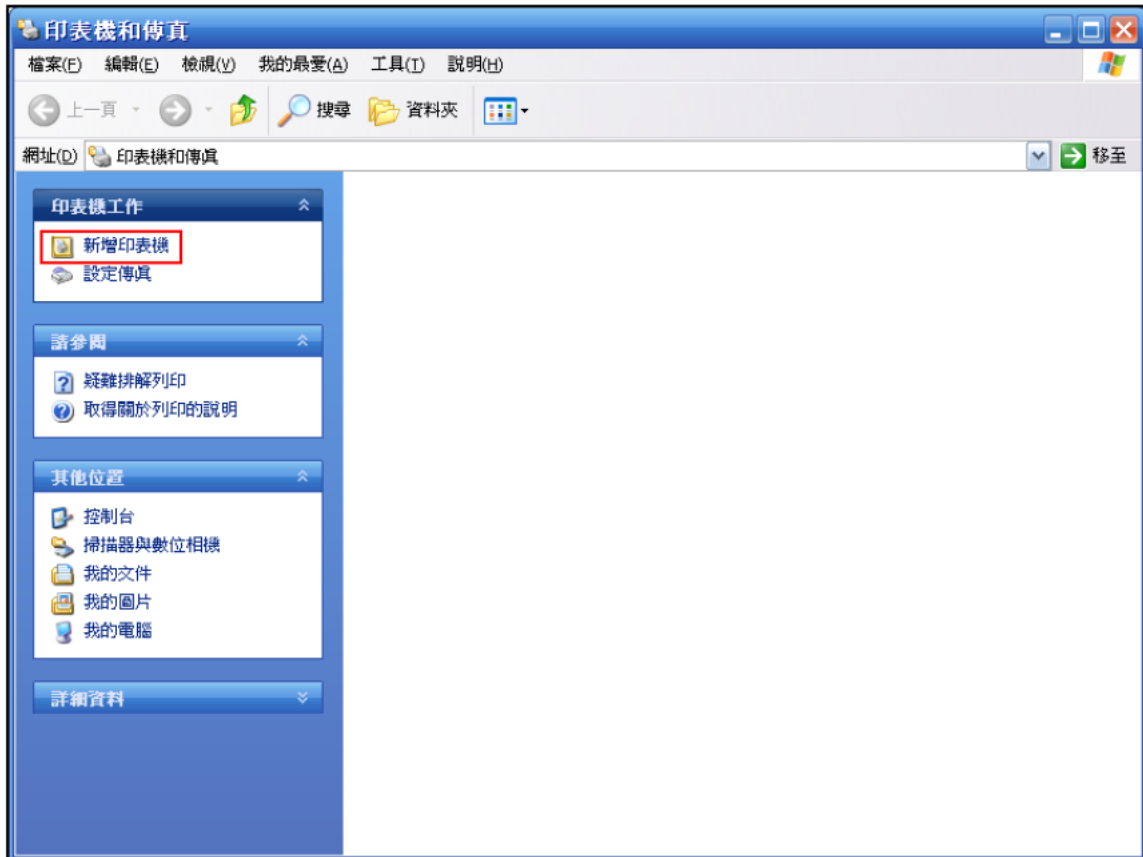 印表機和傳真
檔案(F) 編輯(E) 檢視(V) 我的最愛(A) 工具(T) 說明(H)
上一頁 搜尋 資料夾
網址(D) 印表機和傳真 移至
印表機工作
新增印表機
設定傳真
請參閱
疑難排解列印
取得關於列印的說明
其他位置
控制台
掃描器與數位相機
我的文件
我的圖片
我的電腦
詳細資料